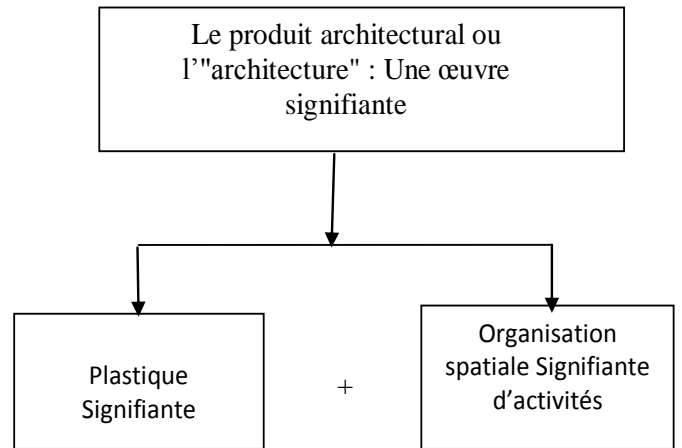 Le produit architectural ou
l'"architecture" : Une œuvre
signifiante
Plastique
Signifiante
+
Organisation
spatiale Signifiante
d'activités